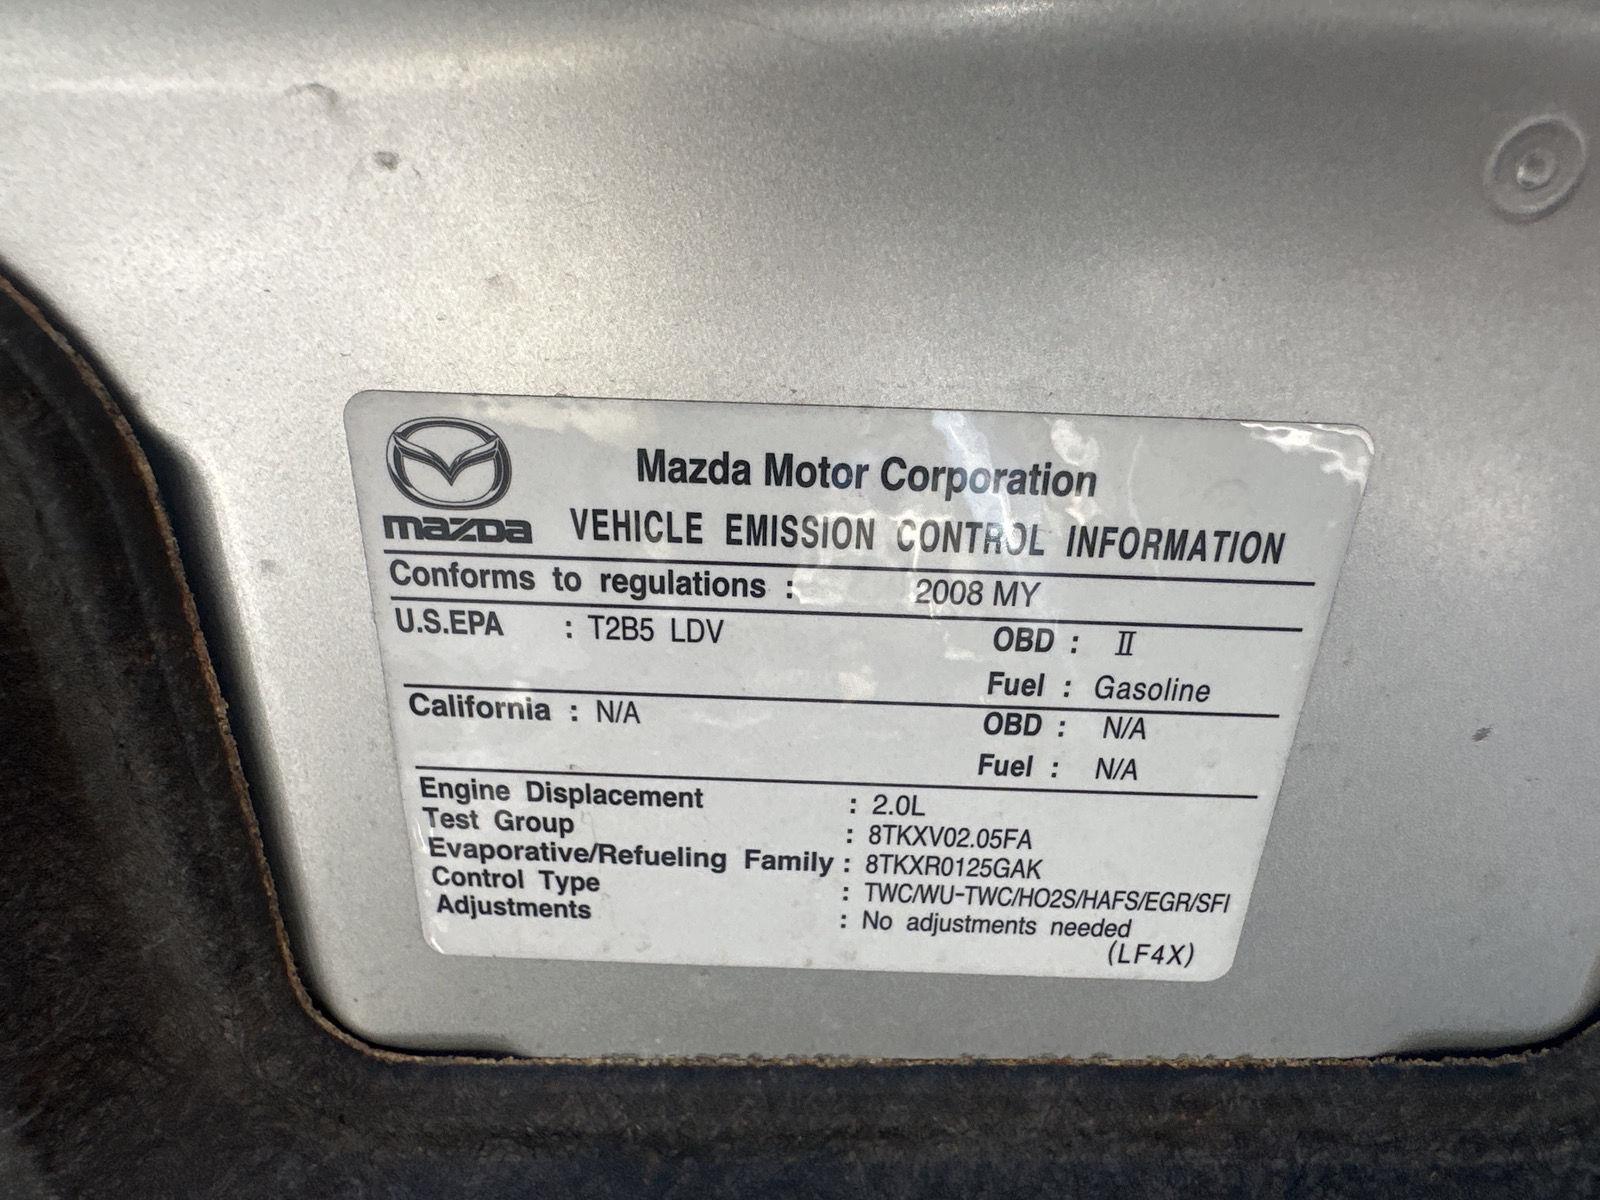 mazda
Mazda Motor Corporation
VEHICLE EMISSION CONTROL INFORMATION
Conforms to regulations : 2008 MY
U.S.EPA : T2B5 LDV OBD : II
Fuel : Gasoline
California : N/A OBD : N/A
Fuel : N/A
Engine Displacement : 2.0L
Test Group : 8TKXV02.05FA
Evaporative/Refueling Family : 8TKXR0125GAK
Control Type : TWC/WU-TWC/HO2S/HAFS/EGR/SFI
Adjustments : No adjustments needed
(LF4X)